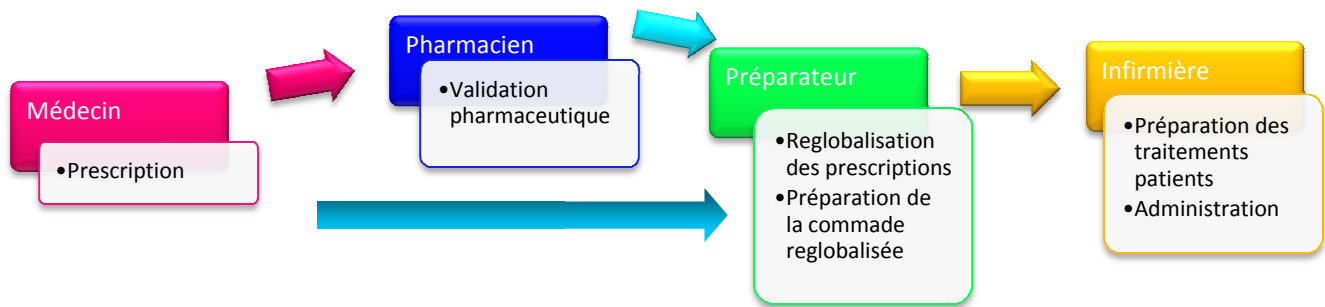 Médecin
•Prescription
Pharmacien
•Validation
pharmaceutique
Préparateur
•Reglobalisation
des prescriptions
•Préparation de
la commade
reglobalisée
Infirmière
•Préparation des
traitements
patients
•Administration